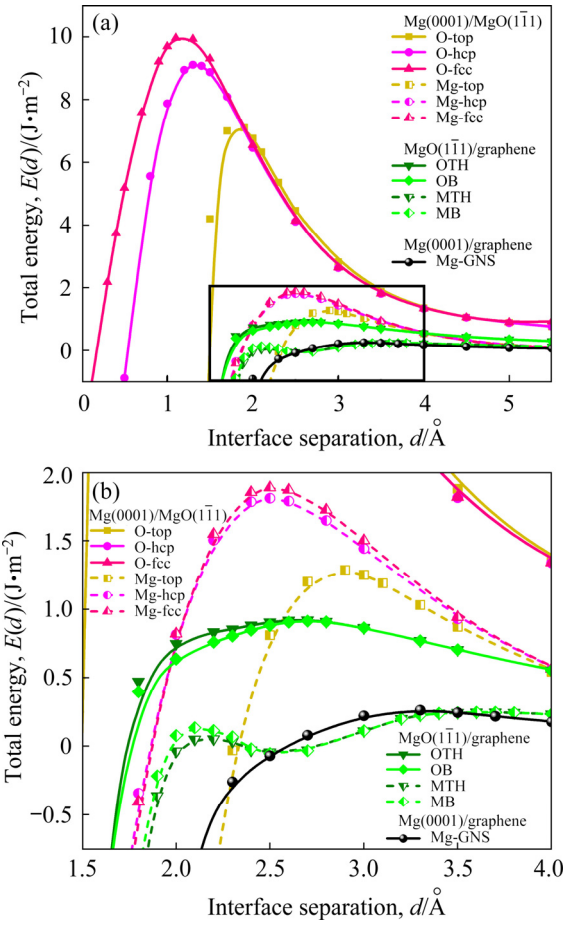 (a)
Mg(0001)/MgO(11̄1)
O-top
O-hcp
O-fcc
Mg-top
Mg-hcp
Mg-fcc
MgO(11̄1)/graphene
OTH
OB
MTH
MB
Mg(0001)/graphene
Mg-GNS
Total energy, E(d)/(J·m⁻²)
10
8
6
4
2
0
0 1 2 3 4 5
Interface separation, d/Å
(b)
Mg(0001)/MgO(11̄1)
O-top
O-hcp
O-fcc
Mg-top
Mg-hcp
Mg-fcc
Total energy, E(d)/(J·m⁻²)
2.0
1.5
1.0
0.5
0
−0.5
MgO(11̄1)/graphene
OTH
OB
MTH
MB
Mg(0001)/graphene
Mg-GNS
1.5 2.0 2.5 3.0 3.5 4.0
Interface separation, d/Å